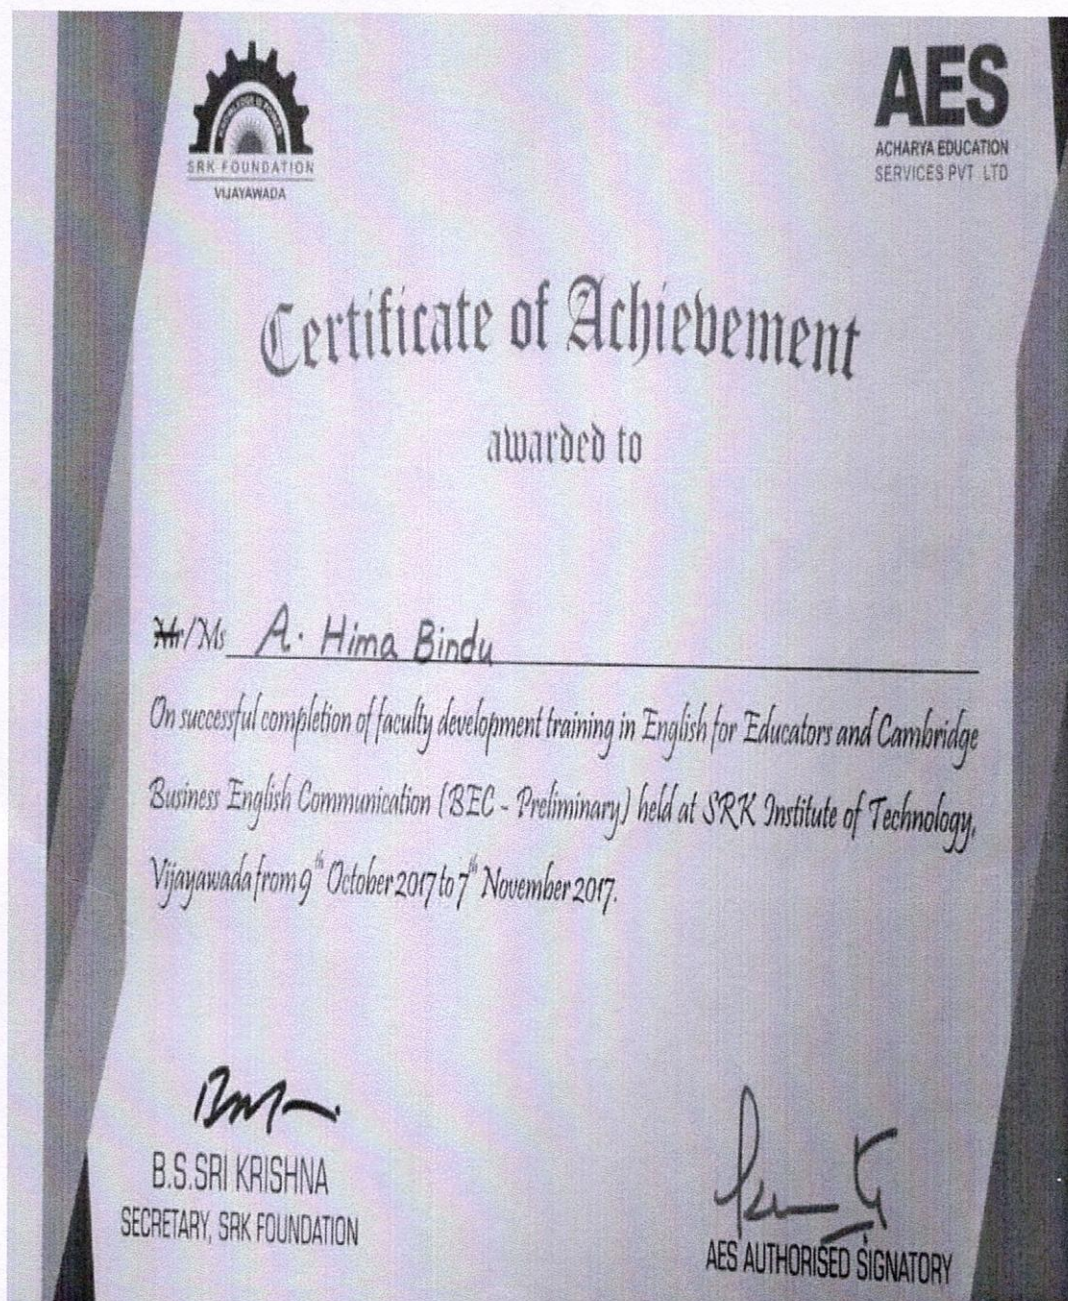 KNOWLEDGE IS POWER
SRK FOUNDATION
VIJAYAWADA
AES
ACHARYA EDUCATION
SERVICES PVT. LTD
Certificate of Achievement
awarded to
Mr/Ms A. Hima Bindu
On successful completion of faculty development training in English for Educators and Cambridge
Business English Communication (BEC - Preliminary) held at SRK Institute of Technology,
Vijayawada from 9th October 2017 to 7th November 2017.
B.S.SRI KRISHNA
SECRETARY, SRK FOUNDATION
AES AUTHORISED SIGNATORY